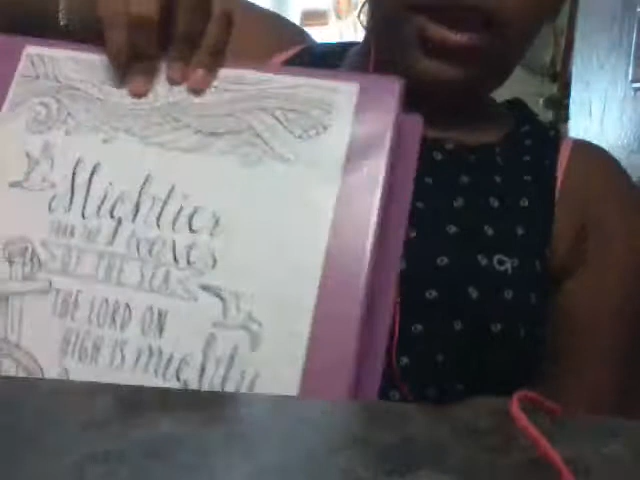 Mightier
THAN THE Waves
OF THE SEA
THE LORD ON
HIGH IS mighty